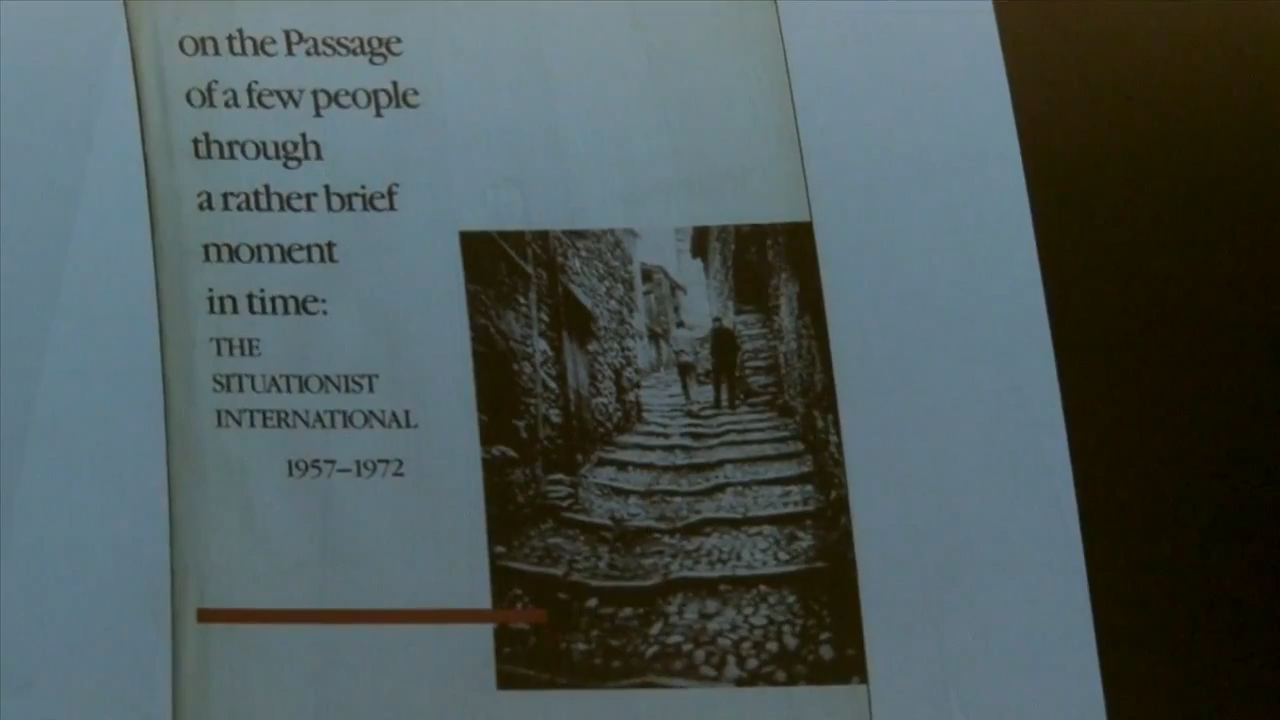 on the Passage
of a few people
through
a rather brief
moment
in time:
THE
SITUATIONIST
INTERNATIONAL
1957–1972